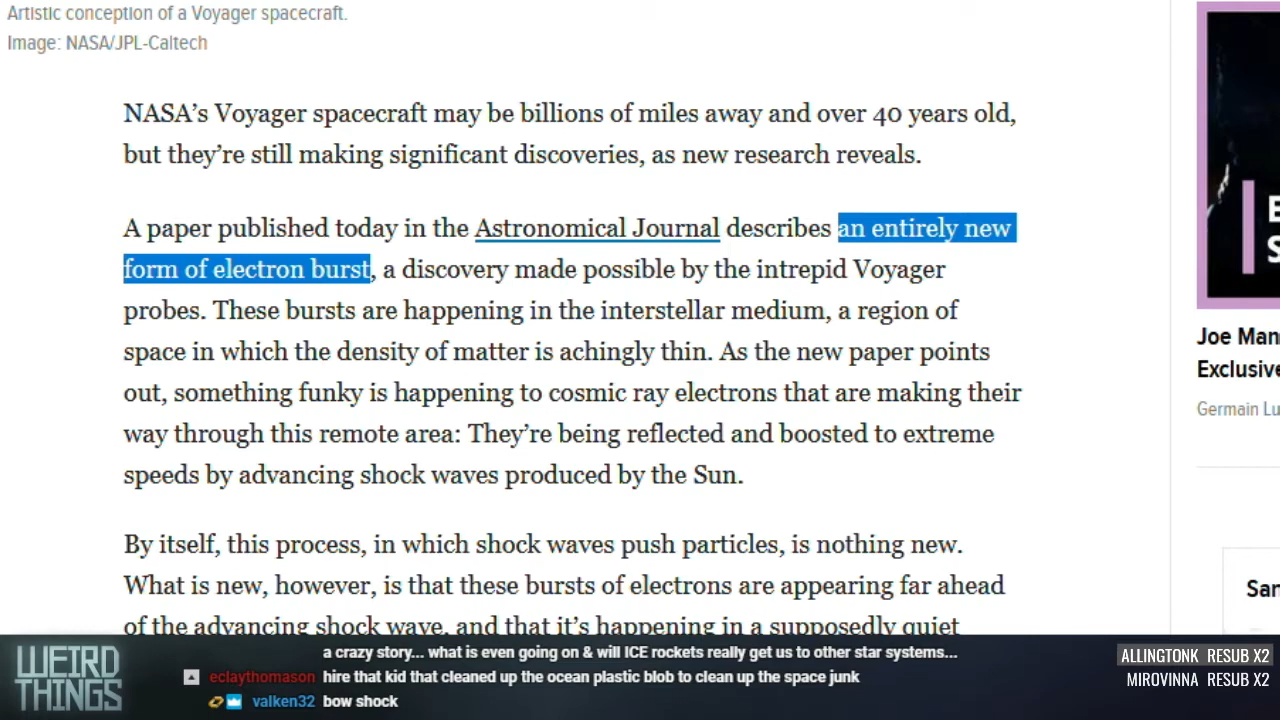 Artistic conception of a Voyager spacecraft.
Image: NASA/JPL-Caltech
NASA’s Voyager spacecraft may be billions of miles away and over 40 years old,
but they’re still making significant discoveries, as new research reveals.
A paper published today in the Astronomical Journal describes an entirely new
form of electron burst, a discovery made possible by the intrepid Voyager
probes. These bursts are happening in the interstellar medium, a region of
space in which the density of matter is achingly thin. As the new paper points
out, something funky is happening to cosmic ray electrons that are making their
way through this remote area: They’re being reflected and boosted to extreme
speeds by advancing shock waves produced by the Sun.
By itself, this process, in which shock waves push particles, is nothing new.
What is new, however, is that these bursts of electrons are appearing far ahead
of the advancing shock wave, and that it’s happening in a supposedly quiet
Joe Man
Exclusive
Germain Lu
San
WEIRD
THINGS
a crazy story... what is even going on & will ICE rockets really get us to other star systems...
eclaythomason hire that kid that cleaned up the ocean plastic blob to clean up the space junk
valken32 bow shock
ALLINGTONK RESUB X2
MIROVINNA RESUB X2